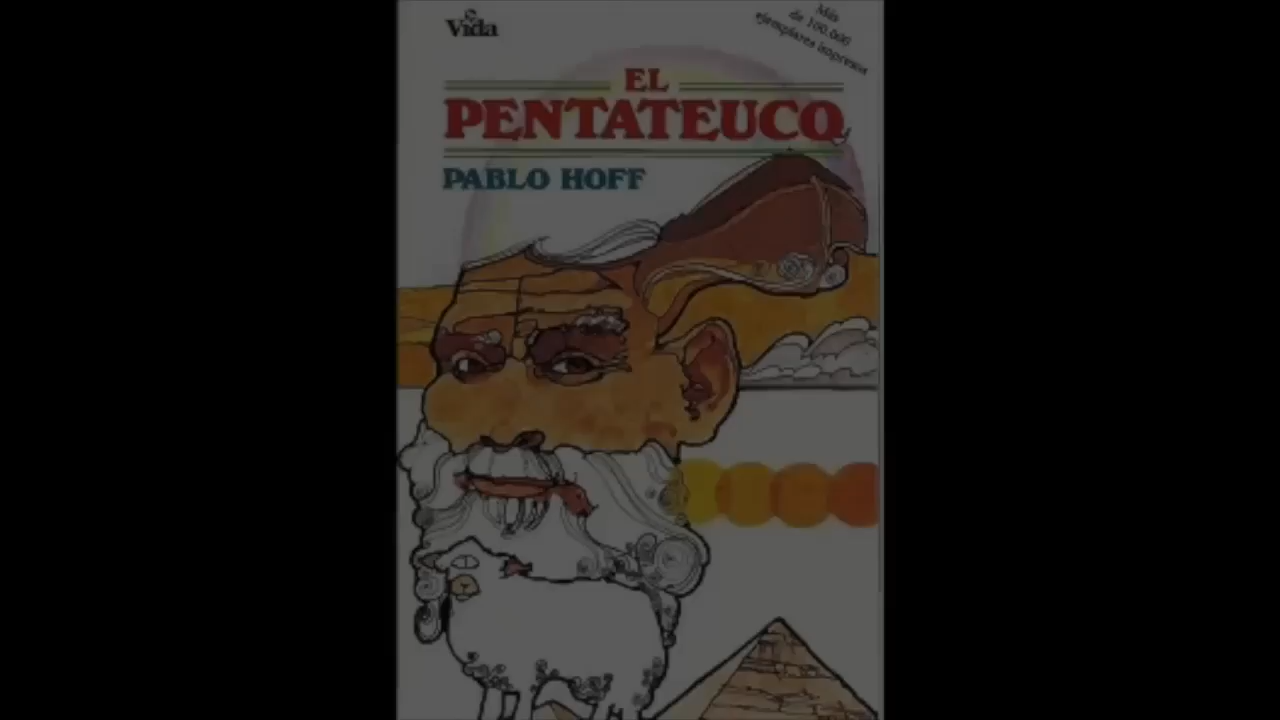 Vida
Más
de 100.000
ejemplares impresos
EL
PENTATEUCO
PABLO HOFF